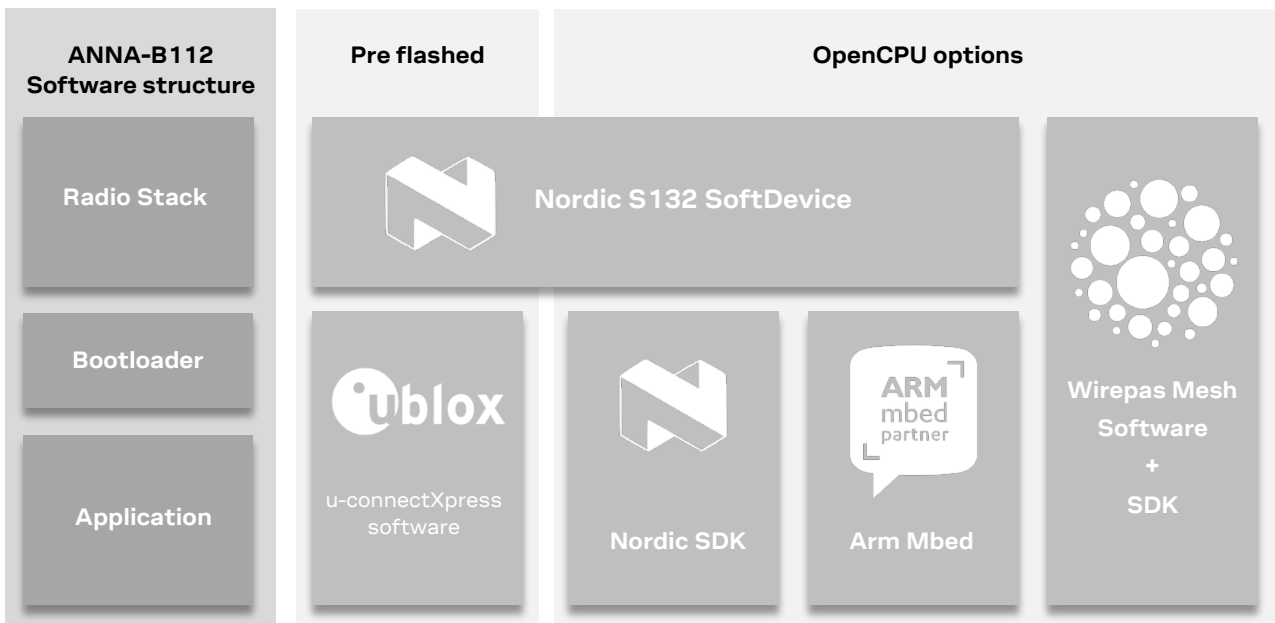 ANNA-B112
Software structure
Pre flashed
OpenCPU options
Radio Stack
Bootloader
Application
Nordic S132 SoftDevice
ublox
u-connectXpress
software
Nordic SDK
ARM
mbed
partner
Arm Mbed
Wirepas Mesh
Software
+
SDK